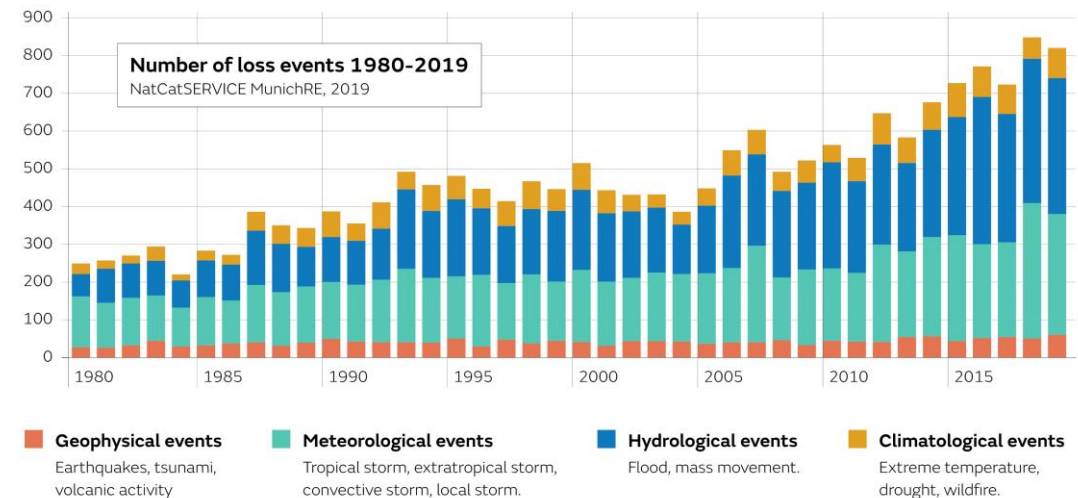 900
800
700
600
500
400
300
200
100
0
Number of loss events 1980-2019
NatCatSERVICE MunichRE, 2019
1980
1985
1990
1995
2000
2005
2010
2015
Geophysical events
Earthquakes, tsunami,
volcanic activity
Meteorological events
Tropical storm, extratropical storm,
convective storm, local storm.
Hydrological events
Flood, mass movement.
Climatological events
Extreme temperature,
drought, wildfire.